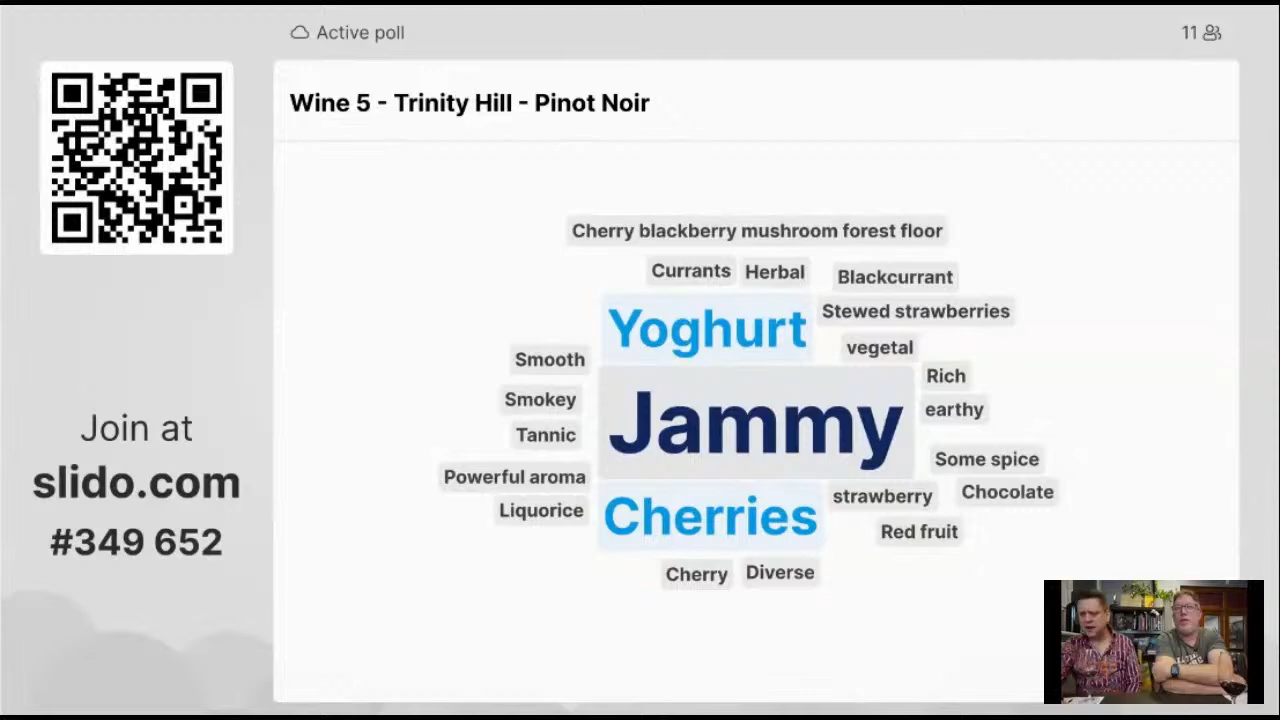 Active poll
11
Wine 5 - Trinity Hill - Pinot Noir
Cherry blackberry mushroom forest floor
Currants
Herbal
Blackcurrant
Yoghurt
Stewed strawberries
vegetal
Smooth
Rich
Smokey
Jammy
earthy
Tannic
Some spice
Powerful aroma
strawberry
Chocolate
Liquorice
Cherries
Red fruit
Cherry
Diverse
Join at
slido.com
#349 652